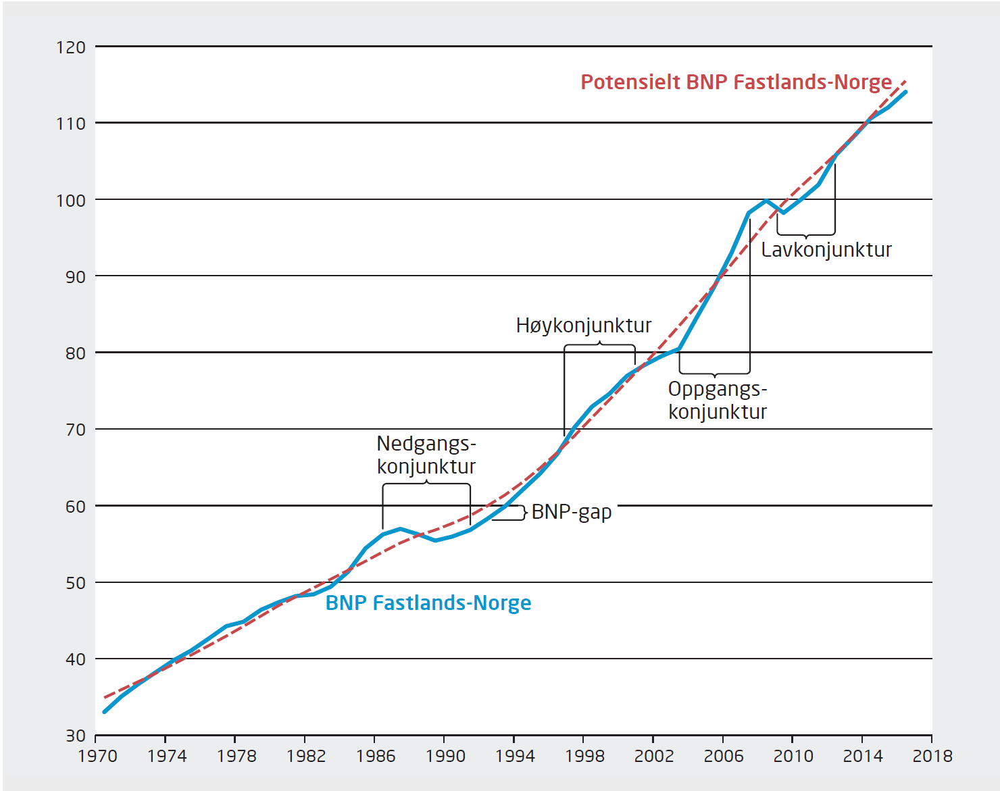 120
Potensielt BNP Fastlands-Norge
110
100
Lavkonjunktur
90
Høykonjunktur
80
Oppgangs-
konjunktur
70
Nedgangs-
konjunktur
60
BNP-gap
50
BNP Fastlands-Norge
40
30
1970 1974 1978 1982 1986 1990 1994 1998 2002 2006 2010 2014 2018